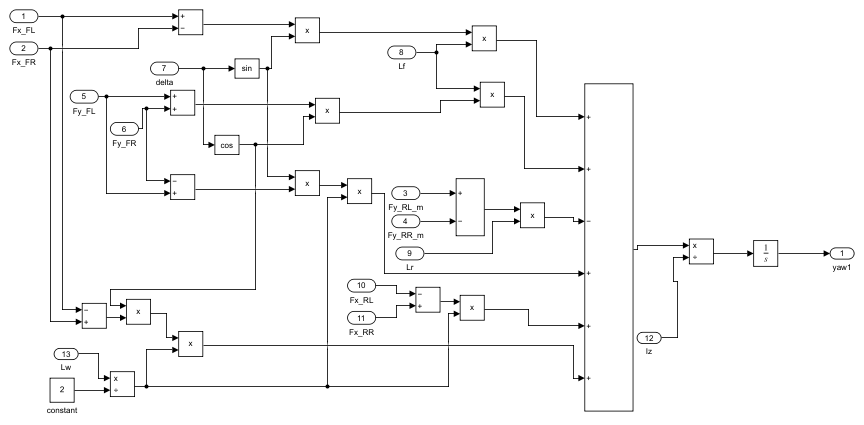 1
+
−
x
Fx_FL
2
Fx_FR
8
Lf
x
7
delta
sin
5
Fy_FL
+
+
x
x
6
Fy_FR
cos
+
+
−
+
x
x
3
Fy_RL_m
+
−
4
Fy_RR_m
x
−
9
Lr
x
÷
1
s
1
yaw1
10
Fx_RL
−
+
x
+
11
Fx_RR
−
+
x
x
+
12
Iz
13
Lw
x
÷
2
constant
+